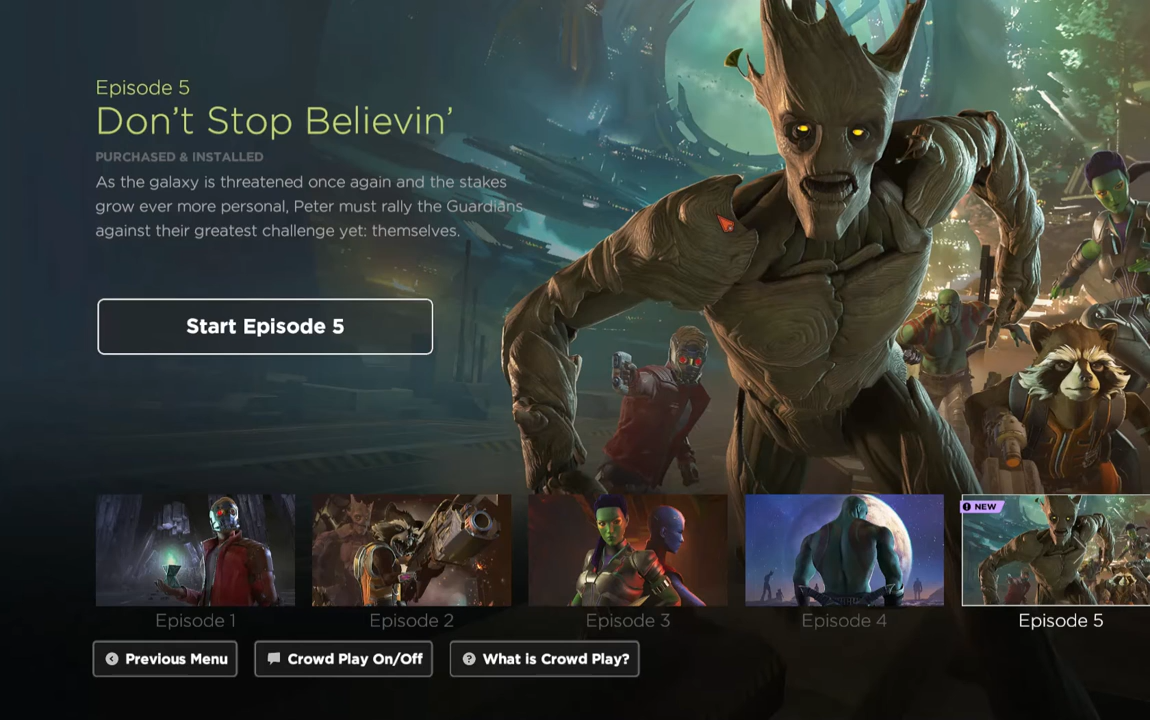 Episode 5
Don't Stop Believin'
PURCHASED & INSTALLED
As the galaxy is threatened once again and the stakes
grow ever more personal, Peter must rally the Guardians
against their greatest challenge yet: themselves.
Start Episode 5
NEW
Episode 1
Episode 2
Episode 3
Episode 4
Episode 5
Previous Menu
Crowd Play On/Off
What is Crowd Play?